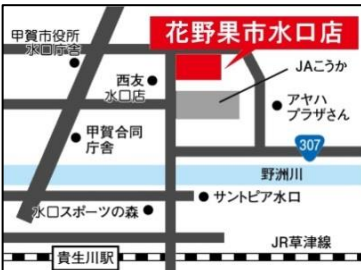 甲賀市役所
水口庁舎
花野果市水口店
西友
水口店
JAこうか
アヤハ
プラザさん
甲賀合同
庁舎
307
野洲川
サントピア水口
水口スポーツの森
JR草津線
貴生川駅